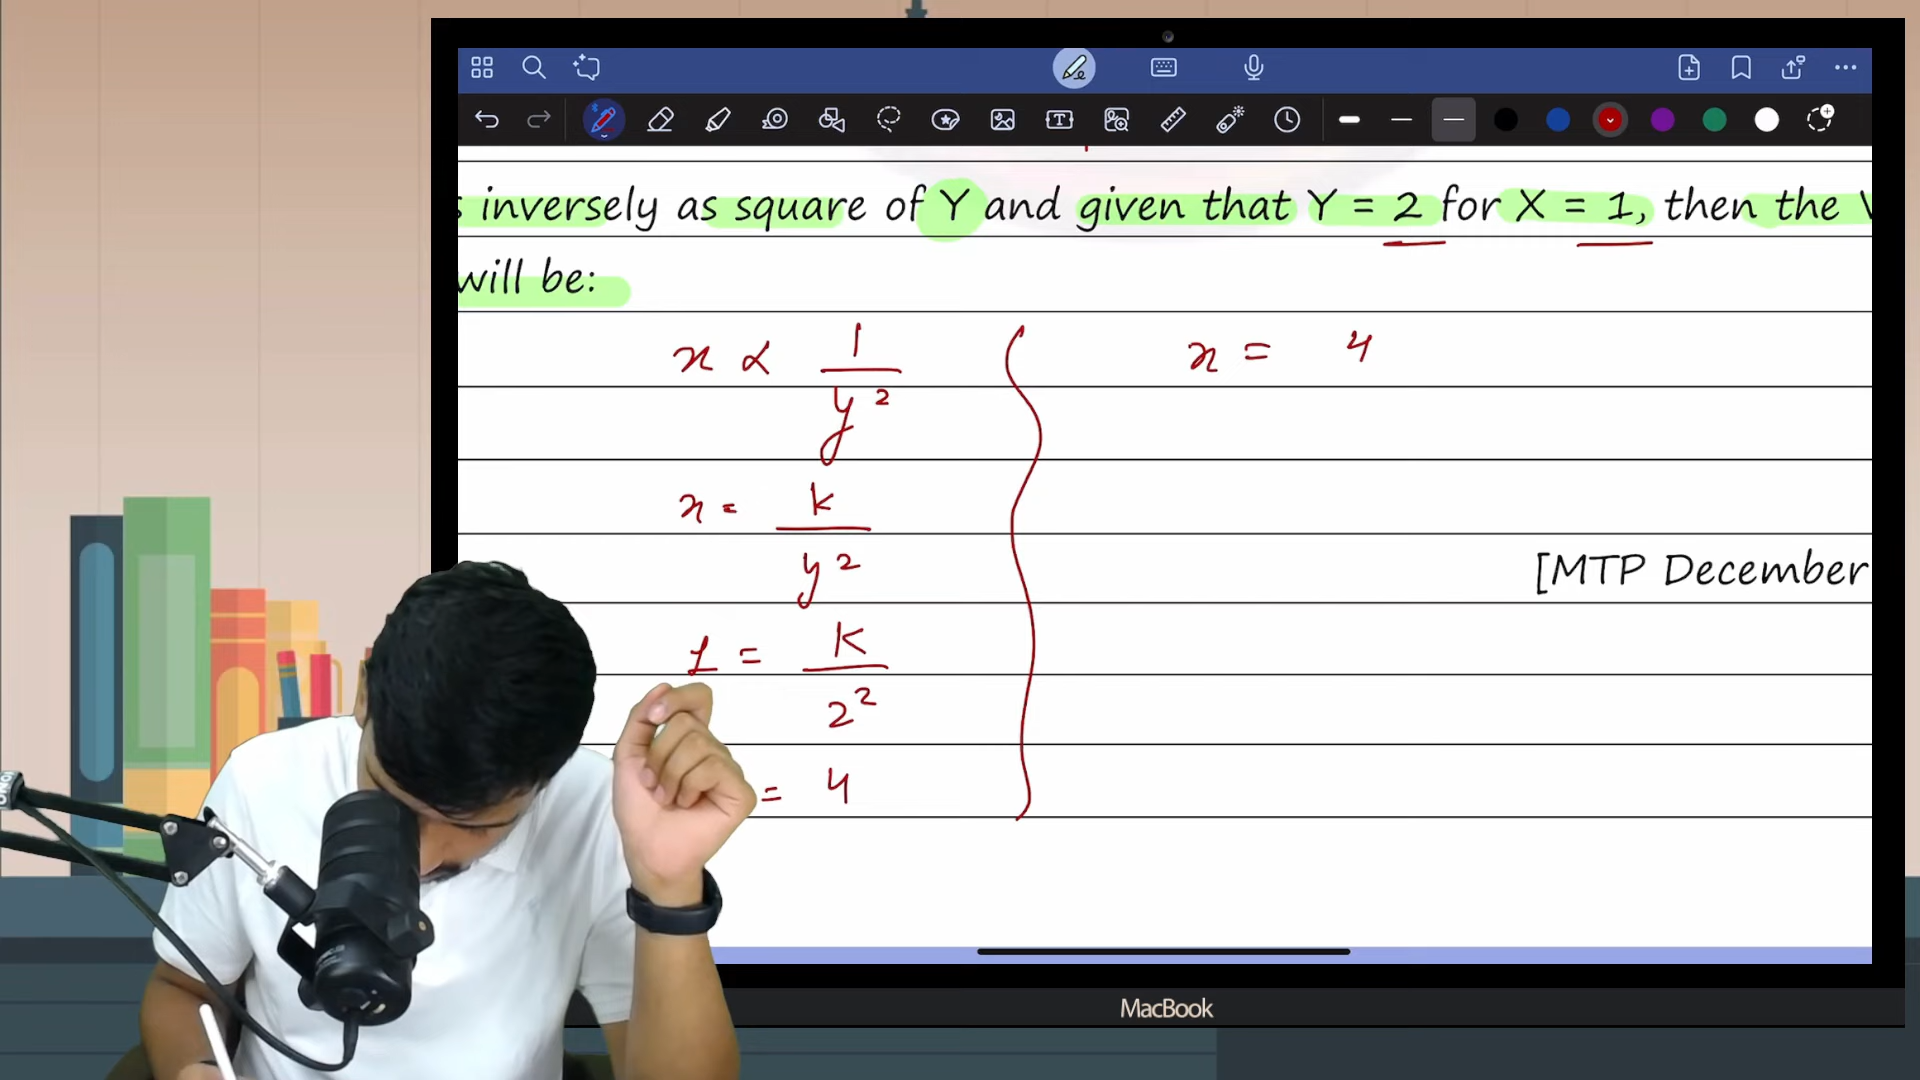 inversely as square of Y and given that Y = 2 for X = 1, then the
will be:
x ∝ 1/y²
x = k/y²
1 = K/2²
= 4
x = 4
[MTP December
MacBook